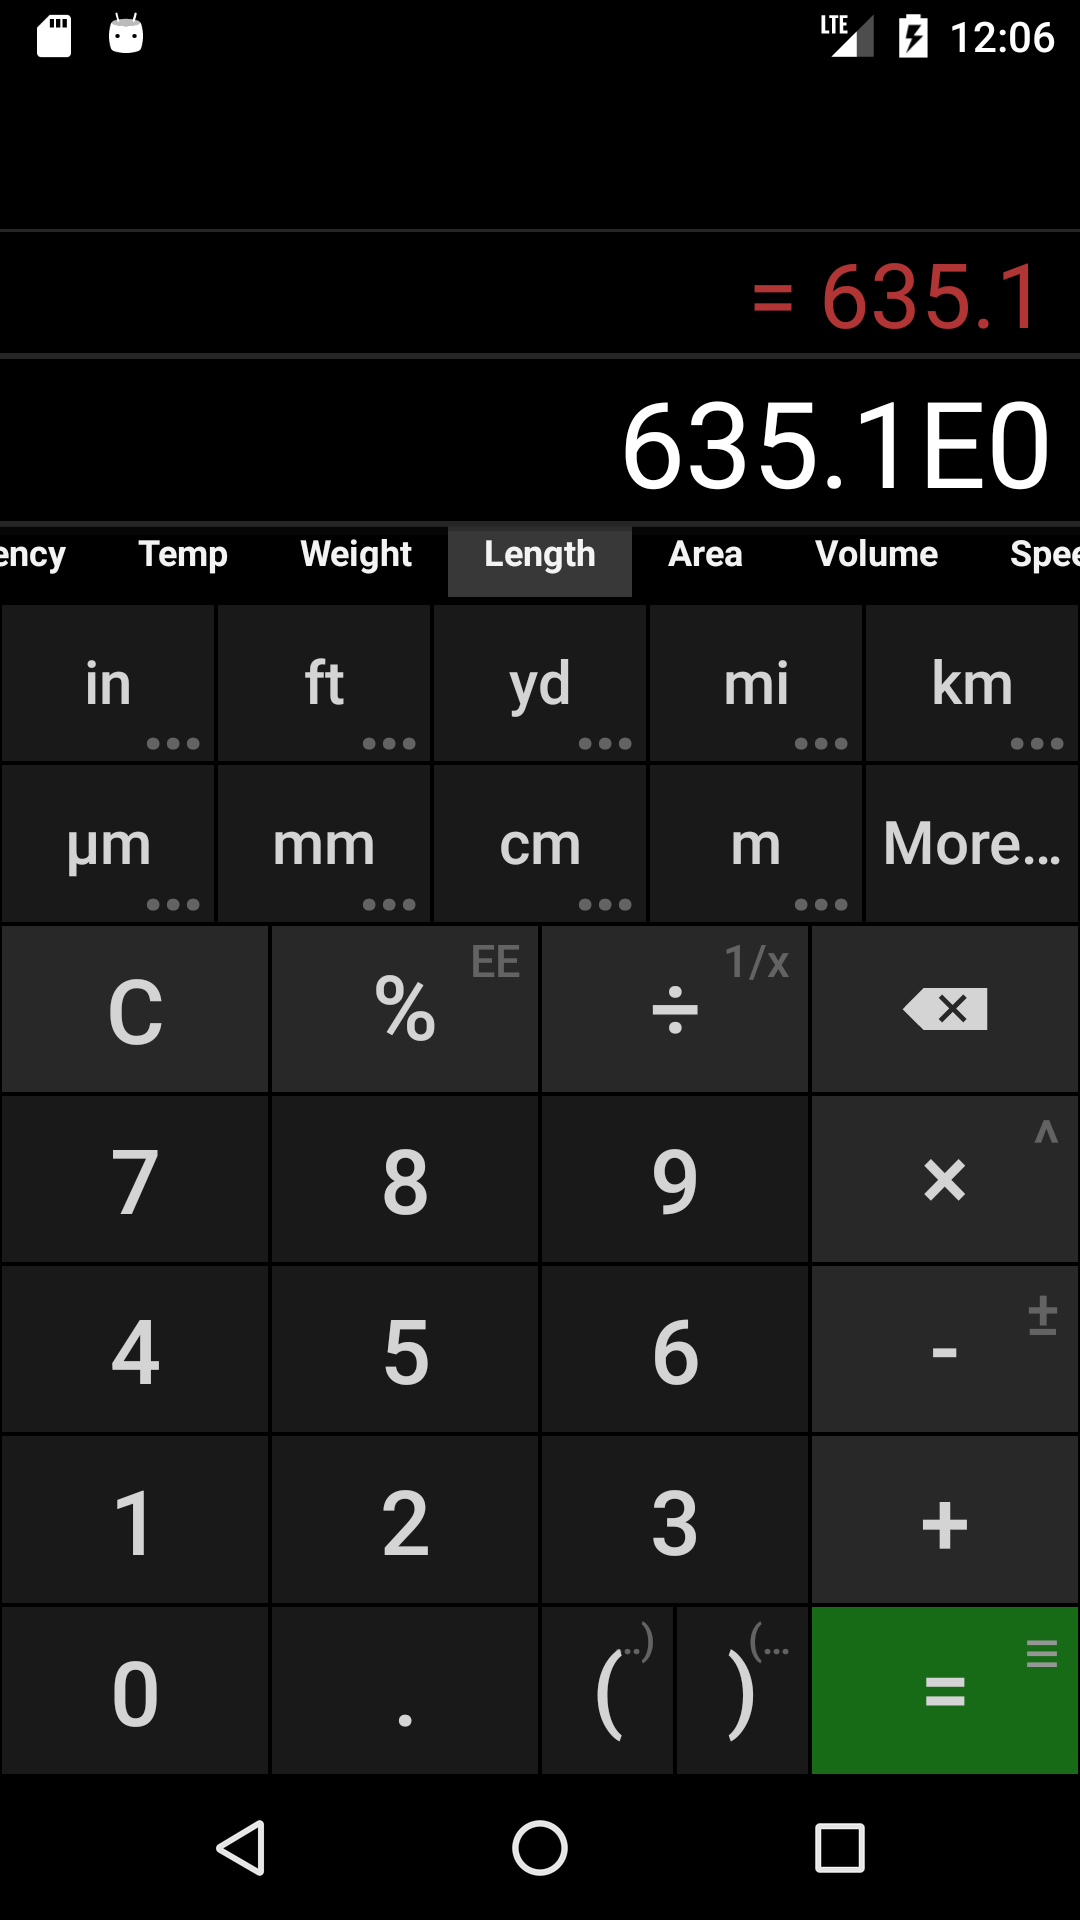 LTE 12:06
= 635.1
635.1E0
ency Temp Weight Length Area Volume Spee
in ft yd mi km
µm mm cm m More...
C % EE ÷ 1/x
7 8 9 × ^
4 5 6 - ±
1 2 3 +
0 . ( ..) ) (... =